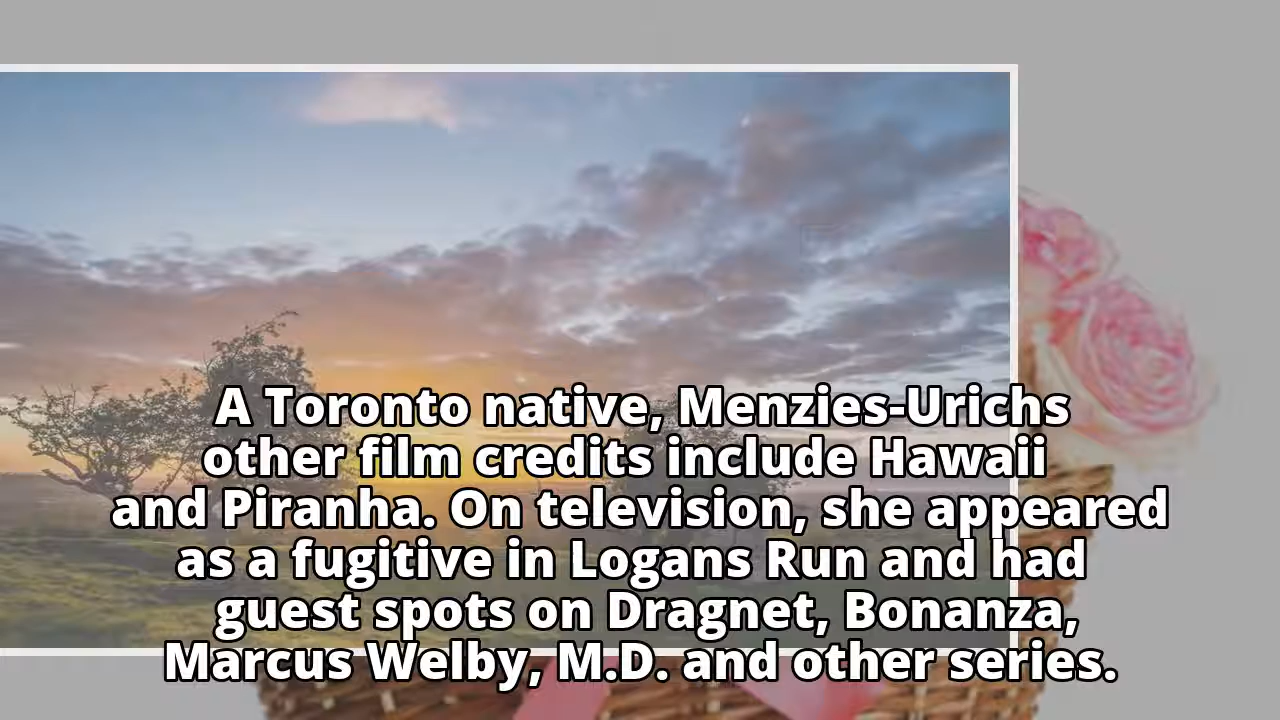 A Toronto native, Menzies-Urichs
other film credits include Hawaii
and Piranha. On television, she appeared
as a fugitive in Logans Run and had
guest spots on Dragnet, Bonanza,
Marcus Welby, M.D. and other series.